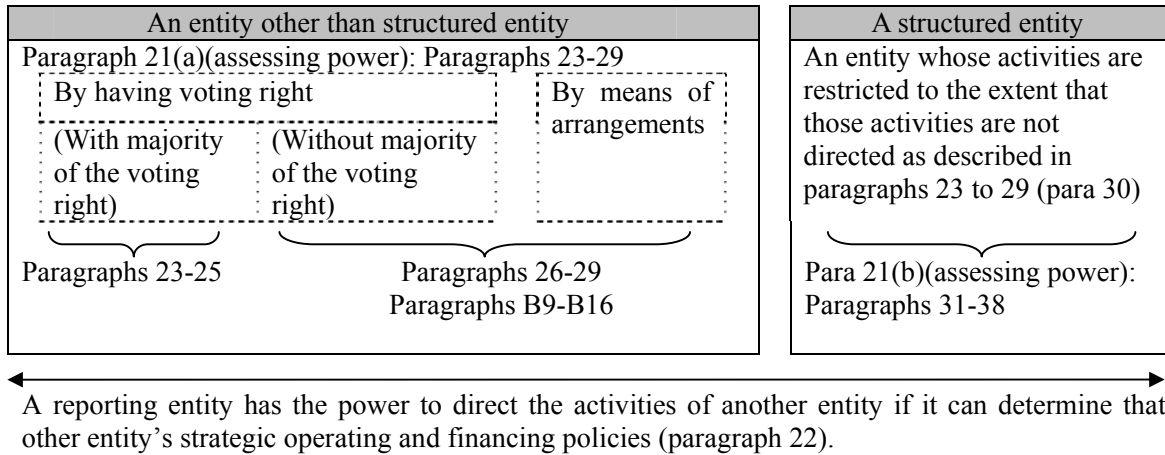 An entity other than structured entity
Paragraph 21(a)(assessing power): Paragraphs 23-29
By having voting right
(With majority
of the voting
right)
(Without majority
of the voting
right)
By means of
arrangements
Paragraphs 23-25
Paragraphs 26-29
Paragraphs B9-B16
A structured entity
An entity whose activities are
restricted to the extent that
those activities are not
directed as described in
paragraphs 23 to 29 (para 30)
Para 21(b)(assessing power):
Paragraphs 31-38
A reporting entity has the power to direct the activities of another entity if it can determine that
other entity’s strategic operating and financing policies (paragraph 22).